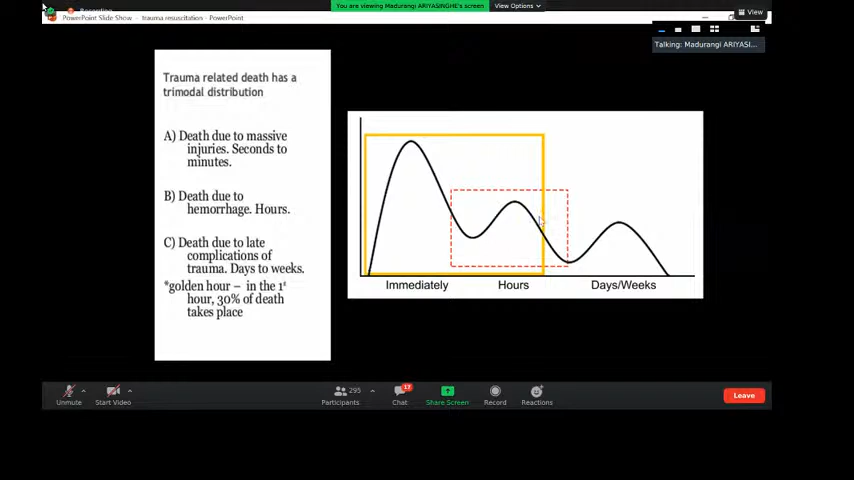 Recording
You are viewing Madurangi ARIYASINGHE's screen
View Options
PowerPoint Slide Show - trauma resuscitation - PowerPoint
View
Talking: Madurangi ARIYASI...
Trauma related death has a
trimodal distribution
A) Death due to massive
injuries. Seconds to
minutes.
B) Death due to
hemorrhage. Hours.
C) Death due to late
complications of
trauma. Days to weeks.
*golden hour – in the 1st
hour, 30% of death
takes place
Immediately
Hours
Days/Weeks
Unmute
Start Video
295
Participants
17
Chat
Share Screen
Record
Reactions
Leave